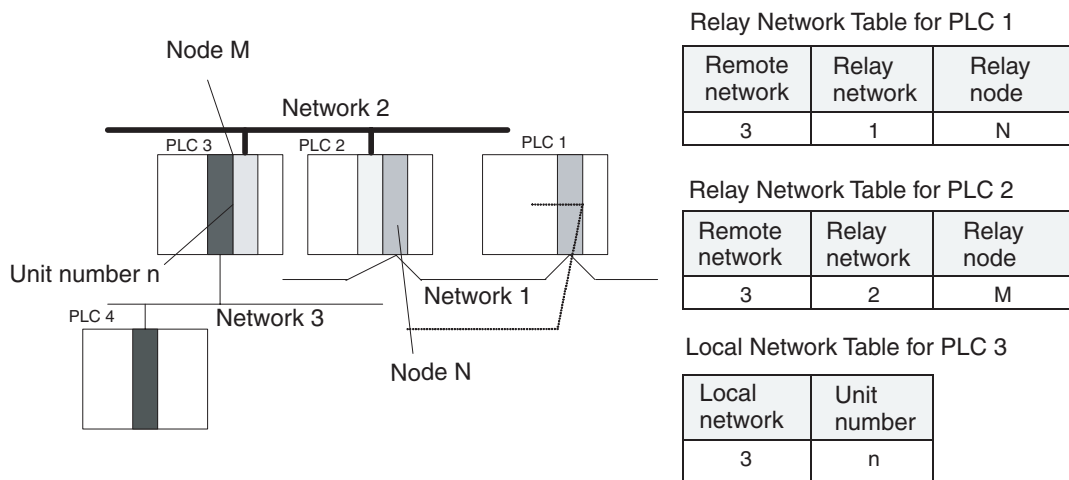 Node M
Network 2
PLC 3
PLC 2
PLC 1
Unit number n
Network 1
PLC 4
Network 3
Node N
Relay Network Table for PLC 1
Remote network
Relay network
Relay node
3
1
N
Relay Network Table for PLC 2
Remote network
Relay network
Relay node
3
2
M
Local Network Table for PLC 3
Local network
Unit number
3
n